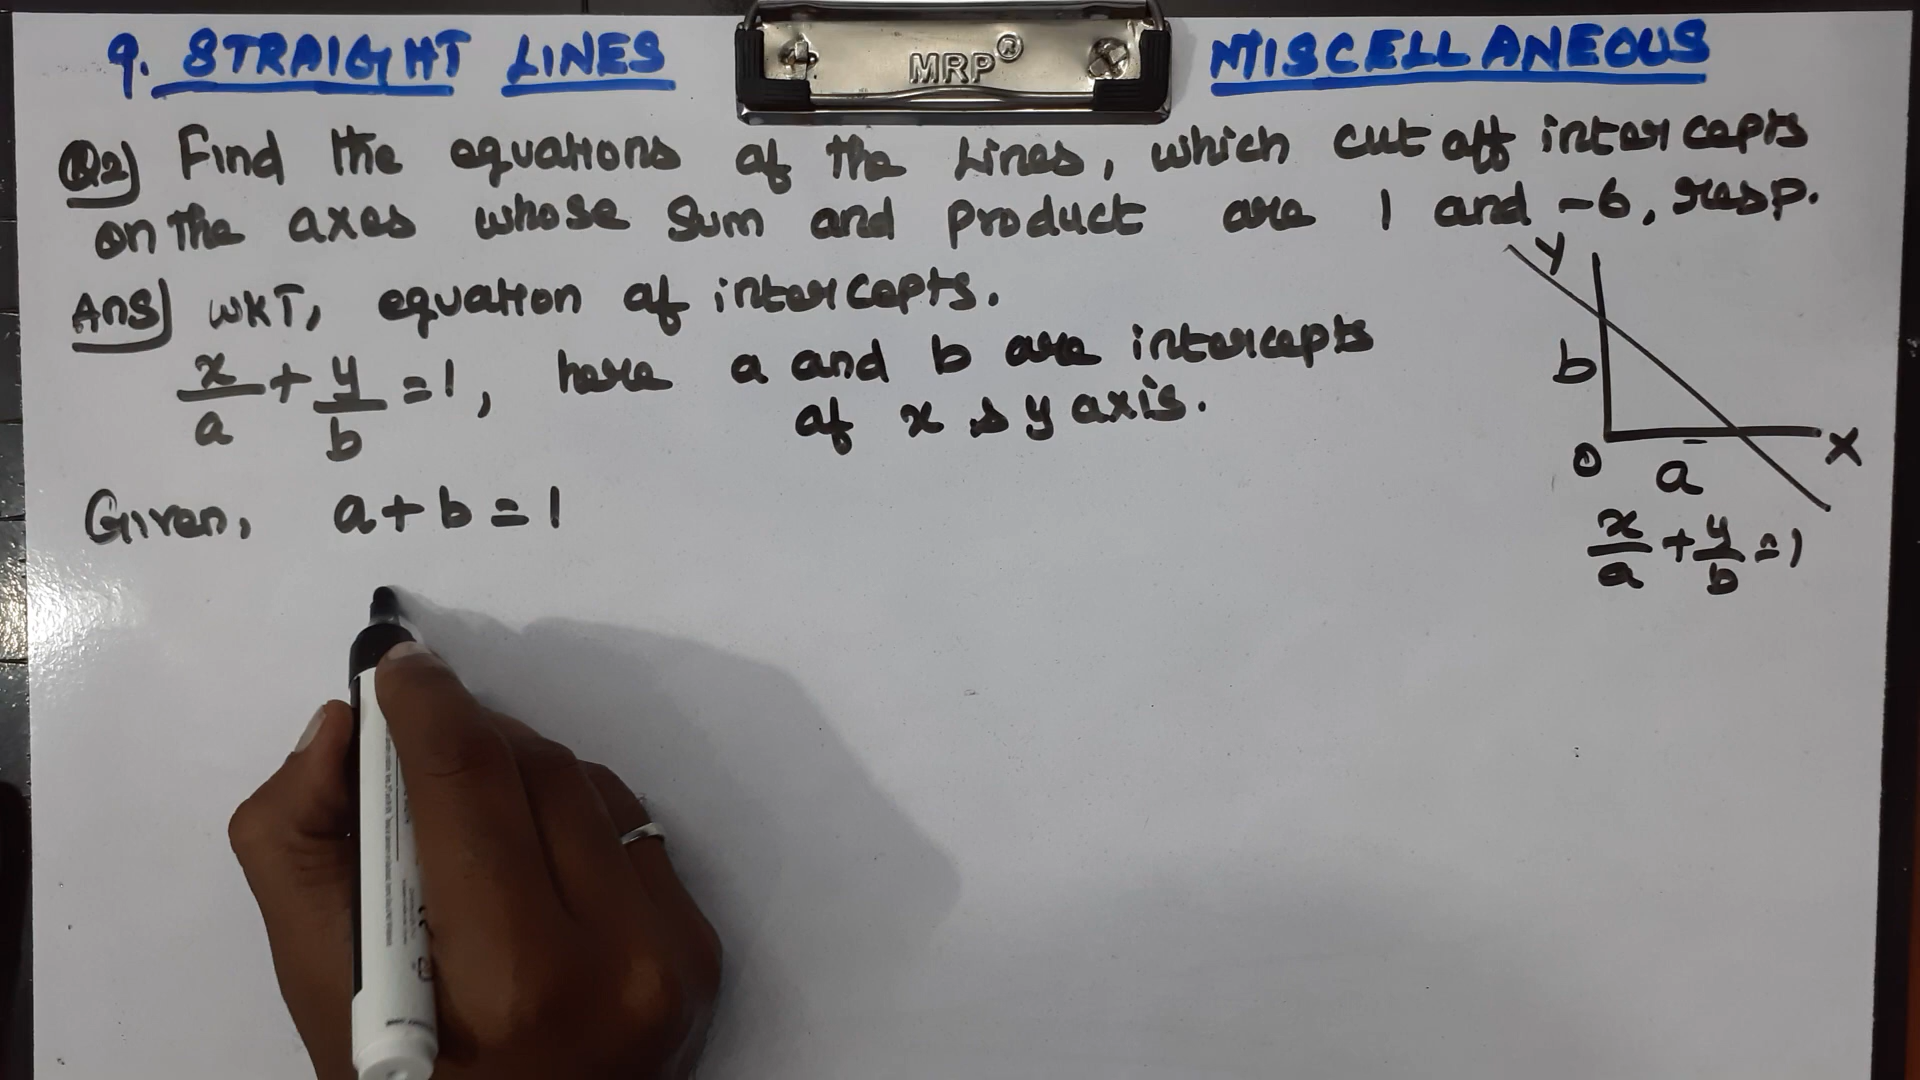 9. STRAIGHT LINES
MRP®
MISCELLANEOUS
Q2) Find the equations of the Lines, which cut off intercepts
on the axes whose sum and product are 1 and -6, resp.
Ans) WKT, equation of intercepts.
x/a + y/b = 1, here a and b are intercepts
of x & y axis.
Given, a + b = 1
Y
b
O
a
X
x/a + y/b = 1